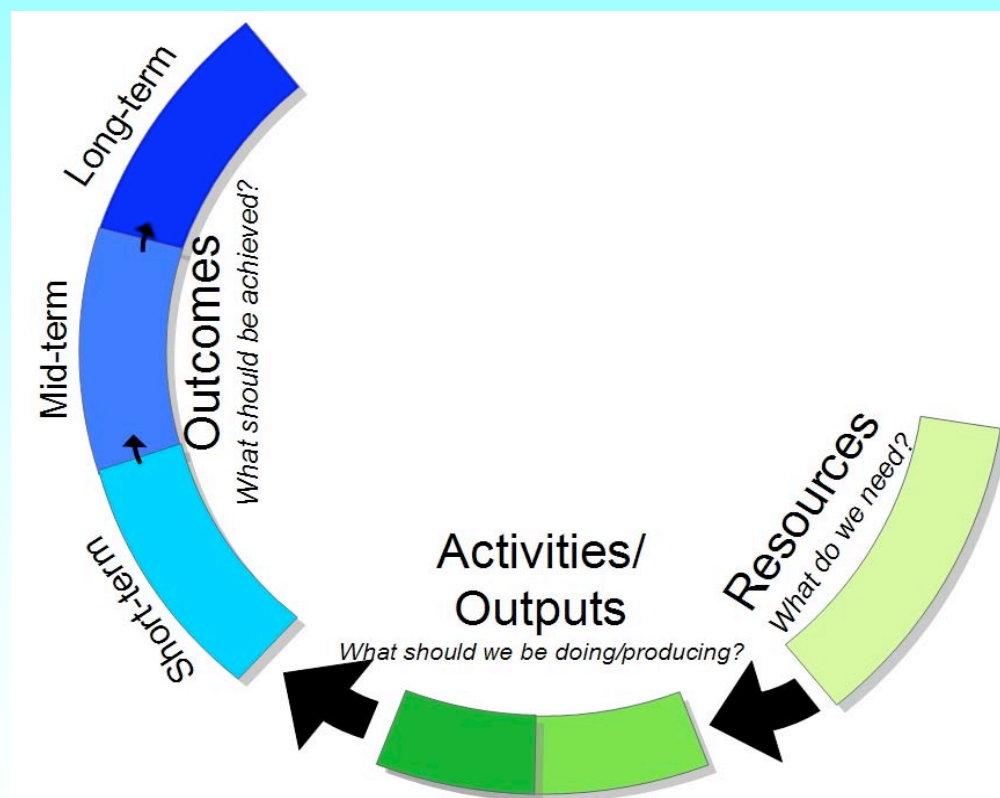 Long-term
Mid-term
Short-term
Outcomes
What should be achieved?
Activities/
Outputs
What should we be doing/producing?
Resources
What do we need?